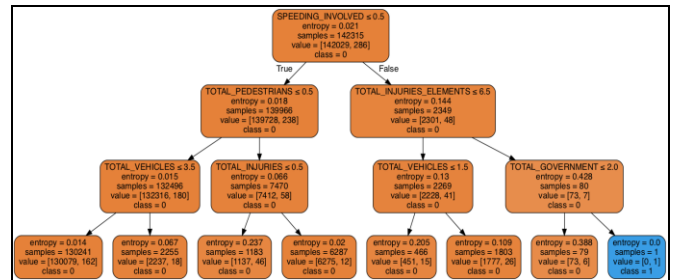 SPEEDING_INVOLVED ≤ 0.5
entropy = 0.021
samples = 142315
value = [142029, 286]
class = 0
True
False
TOTAL_PEDESTRIANS ≤ 0.5
entropy = 0.018
samples = 139966
value = [139728, 238]
class = 0
TOTAL_INJURIES_ELEMENTS ≤ 6.5
entropy = 0.144
samples = 2349
value = [2301, 48]
class = 0
TOTAL_VEHICLES ≤ 3.5
entropy = 0.015
samples = 132496
value = [132316, 180]
class = 0
TOTAL_INJURIES ≤ 0.5
entropy = 0.066
samples = 7470
value = [7412, 58]
class = 0
TOTAL_VEHICLES ≤ 1.5
entropy = 0.13
samples = 2269
value = [2228, 41]
class = 0
TOTAL_GOVERNMENT ≤ 2.0
entropy = 0.428
samples = 80
value = [73, 7]
class = 0
entropy = 0.014
samples = 130241
value = [130079, 162]
class = 0
entropy = 0.067
samples = 2255
value = [2237, 18]
class = 0
entropy = 0.237
samples = 1183
value = [1137, 46]
class = 0
entropy = 0.02
samples = 6287
value = [6275, 12]
class = 0
entropy = 0.205
samples = 466
value = [451, 15]
class = 0
entropy = 0.109
samples = 1803
value = [1777, 26]
class = 0
entropy = 0.388
samples = 79
value = [73, 6]
class = 0
entropy = 0.0
samples = 1
value = [0, 1]
class = 1